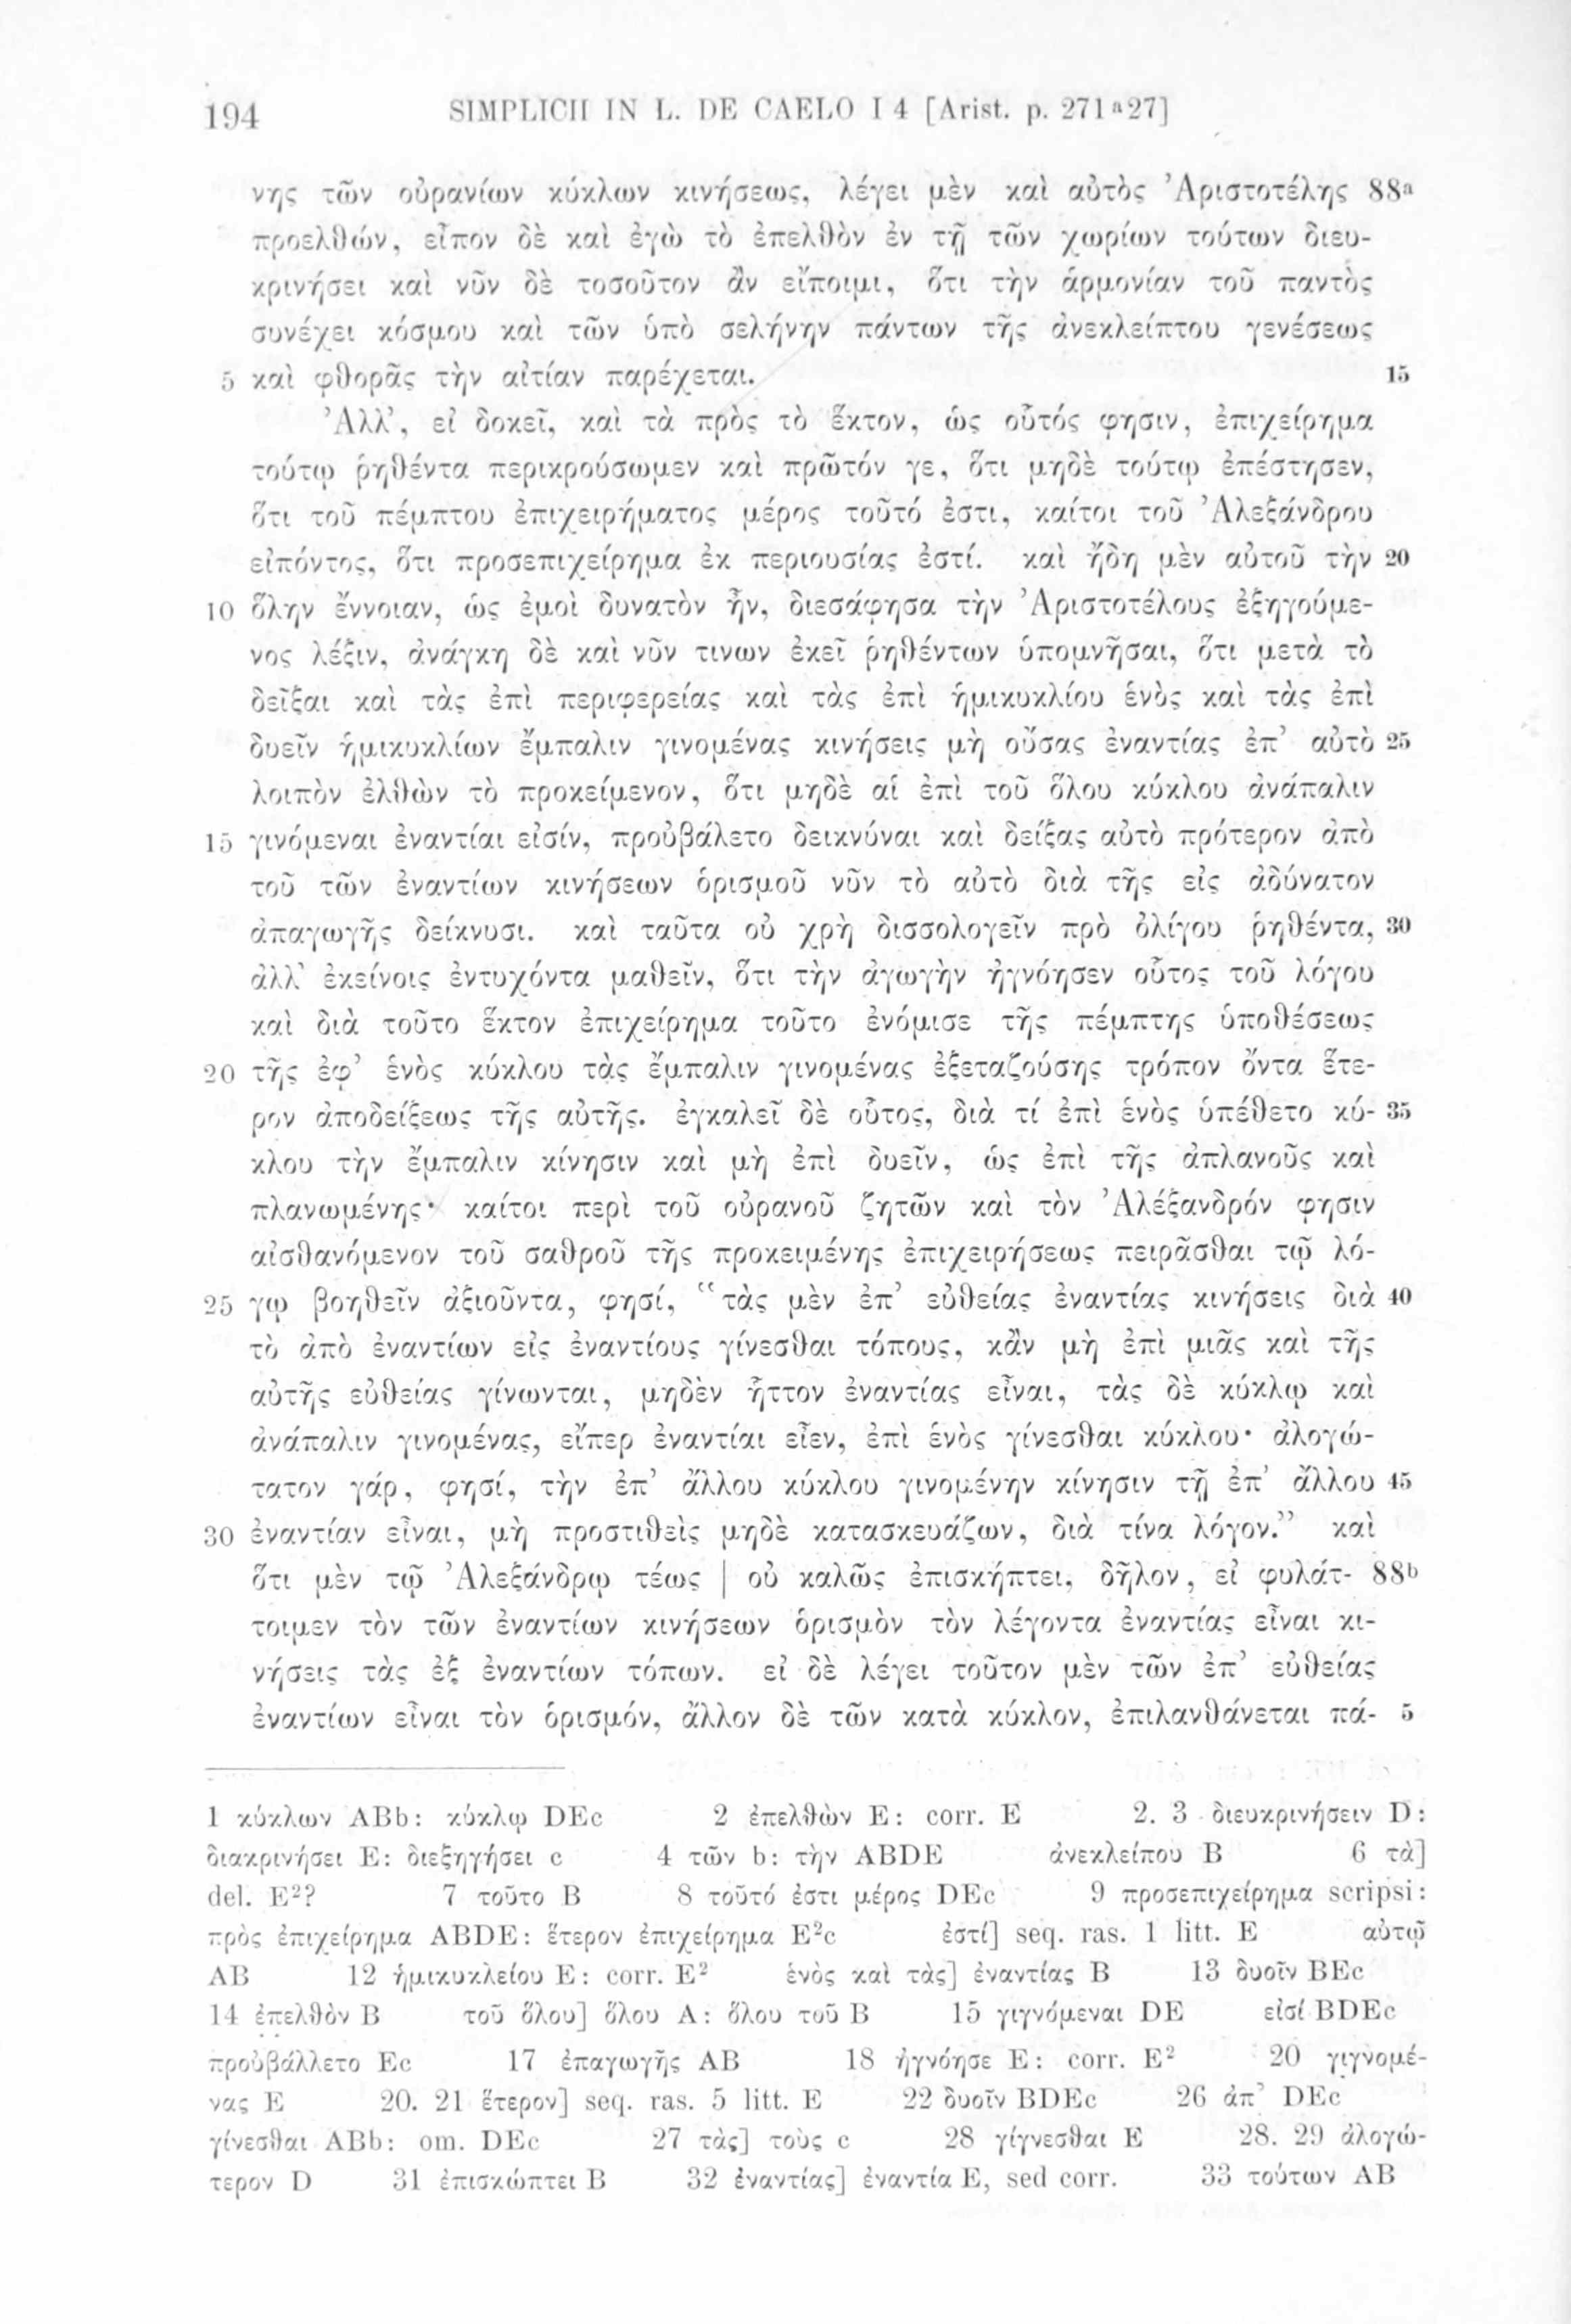 194 SIMPLICII IN L. DE CAELO I 4 [Arist. p. 271ᵃ27]
νης τῶν οὐρανίων κύκλων κινήσεως, λέγει μὲν καὶ αὐτὸς Ἀριστοτέλης 88ᵃ
προελθών, εἶπον δὲ καὶ ἐγὼ τὸ ἐπελθὸν ἐν τῇ τῶν χωρίων τούτων διευ-
κρινήσει καὶ νῦν δὲ τοσοῦτον ἂν εἴποιμι, ὅτι τὴν ἁρμονίαν τοῦ παντὸς
συνέχει κόσμου καὶ τῶν ὑπὸ σελήνην πάντων τῆς ἀνεκλείπτου γενέσεως
5 καὶ φθορᾶς τὴν αἰτίαν παρέχεται. 15
Ἀλλ’, εἰ δοκεῖ, καὶ τὰ πρὸς τὸ ἕκτον, ὡς οὗτός φησιν, ἐπιχείρημα
τούτῳ ῥηθέντα περικρούσωμεν καὶ πρῶτόν γε, ὅτι μηδὲ τούτῳ ἐπέστησεν,
ὅτι τοῦ πέμπτου ἐπιχειρήματος μέρος τοῦτό ἐστι, καίτοι τοῦ Ἀλεξάνδρου
εἰπόντος, ὅτι προσεπιχείρημα ἐκ περιουσίας ἐστί. καὶ ἤδη μὲν αὐτοῦ τὴν 20
10 ὅλην ἔννοιαν, ὡς ἐμοὶ δυνατὸν ἦν, διεσάφησα τὴν Ἀριστοτέλους ἐξηγούμε-
νος λέξιν, ἀνάγκη δὲ καὶ νῦν τινων ἐκεῖ ῥηθέντων ὑπομνῆσαι, ὅτι μετὰ τὸ
δεῖξαι καὶ τὰς ἐπὶ περιφερείας καὶ τὰς ἐπὶ ἡμικυκλίου ἑνὸς καὶ τὰς ἐπὶ
δυεῖν ἡμικυκλίων ἔμπαλιν γινομένας κινήσεις μὴ οὔσας ἐναντίας ἐπ’ αὐτὸ 25
λοιπὸν ἐλθὼν τὸ προκείμενον, ὅτι μηδὲ αἱ ἐπὶ τοῦ ὅλου κύκλου ἀνάπαλιν
15 γινόμεναι ἐναντίαι εἰσίν, προὐβάλετο δεικνύναι καὶ δείξας αὐτὸ πρότερον ἀπὸ
τοῦ τῶν ἐναντίων κινήσεων ὁρισμοῦ νῦν τὸ αὐτὸ διὰ τῆς εἰς ἀδύνατον
ἀπαγωγῆς δείκνυσι. καὶ ταῦτα οὐ χρὴ δισσολογεῖν πρὸ ὀλίγου ῥηθέντα, 30
ἀλλ’ ἐκείνοις ἐντυχόντα μαθεῖν, ὅτι τὴν ἀγωγὴν ἠγνόησεν οὗτος τοῦ λόγου
καὶ διὰ τοῦτο ἕκτον ἐπιχείρημα τοῦτο ἐνόμισε τῆς πέμπτης ὑποθέσεως
20 τῆς ἐφ’ ἑνὸς κύκλου τὰς ἔμπαλιν γινομένας ἐξεταζούσης τρόπον ὄντα ἕτε-
ρον ἀποδείξεως τῆς αὐτῆς. ἐγκαλεῖ δὲ οὗτος, διὰ τί ἐπὶ ἑνὸς ὑπέθετο κύ- 35
κλου τὴν ἔμπαλιν κίνησιν καὶ μὴ ἐπὶ δυεῖν, ὡς ἐπὶ τῆς ἀπλανοῦς καὶ
πλανωμένης· καίτοι περὶ τοῦ οὐρανοῦ ζητῶν καὶ τὸν Ἀλέξανδρόν φησιν
αἰσθανόμενον τοῦ σαθροῦ τῆς προκειμένης ἐπιχειρήσεως πειρᾶσθαι τῷ λό-
25 γῳ βοηθεῖν ἀξιοῦντα, φησί, “τὰς μὲν ἐπ’ εὐθείας ἐναντίας κινήσεις διὰ 40
τὸ ἀπὸ ἐναντίων εἰς ἐναντίους γίνεσθαι τόπους, κἂν μὴ ἐπὶ μιᾶς καὶ τῆς
αὐτῆς εὐθείας γίνωνται, μηδὲν ἧττον ἐναντίας εἶναι, τὰς δὲ κύκλῳ καὶ
ἀνάπαλιν γινομένας, εἴπερ ἐναντίαι εἶεν, ἐπὶ ἑνὸς γίνεσθαι κύκλου· ἀλογώ-
τατον γάρ, φησί, τὴν ἐπ’ ἄλλου κύκλου γινομένην κίνησιν τῇ ἐπ’ ἄλλου 45
30 ἐναντίαν εἶναι, μὴ προστιθεὶς μηδὲ κατασκευάζων, διὰ τίνα λόγον.” καὶ
ὅτι μὲν τῷ Ἀλεξάνδρῳ τέως | οὐ καλῶς ἐπισκήπτει, δῆλον, εἰ φυλάτ- 88ᵇ
τοιμεν τὸν τῶν ἐναντίων κινήσεων ὁρισμὸν τὸν λέγοντα ἐναντίας εἶναι κι-
νήσεις τὰς ἐξ ἐναντίων τόπων. εἰ δὲ λέγει τοῦτον μὲν τῶν ἐπ’ εὐθείας
ἐναντίων εἶναι τὸν ὁρισμόν, ἄλλον δὲ τῶν κατὰ κύκλον, ἐπιλανθάνεται πά- 5
1 κύκλων ABb: κύκλῳ DEc 2 ἐπελθὼν E: corr. E 2. 3 διευκρινήσειν D:
διακρινήσει E: διεξηγήσει c 4 τῶν b: τὴν ABDE ἀνεκλείπου B 6 τὰ]
del. E²? 7 τοῦτο B 8 τοῦτό ἐστι μέρος DEc 9 προσεπιχείρημα scripsi:
πρὸς ἐπιχείρημα ABDE: ἕτερον ἐπιχείρημα E²c ἐστί] seq. ras. 1 litt. E αὐτῷ
AB 12 ἡμικυκλείου E: corr. E² ἑνὸς καὶ τὰς] ἐναντίας B 13 δυοῖν BEc
14 ἐπελθὸν B τοῦ ὅλου] ὅλου A: ὅλου τοῦ B 15 γιγνόμεναι DE εἰσί BDEc
προὐβάλλετο Ec 17 ἐπαγωγῆς AB 18 ἠγνόησε E: corr. E² 20 γιγνομέ-
νας E 20. 21 ἕτερον] seq. ras. 5 litt. E 22 δυοῖν BDEc 26 ἀπ’ DEc
γίνεσθαι ABb: om. DEc 27 τὰς] τοὺς c 28 γίγνεσθαι E 28. 29 ἀλογώ-
τερον D 31 ἐπισκώπτει B 32 ἐναντίας] ἐναντία E, sed corr. 33 τούτων AB